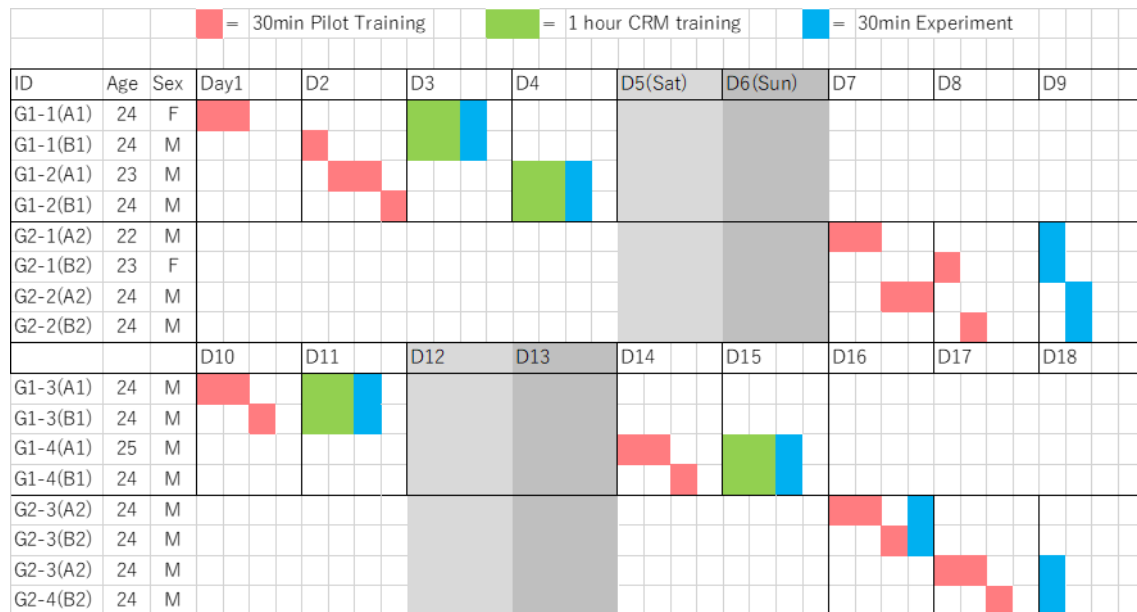 = 30min Pilot Training = 1 hour CRM training = 30min Experiment
ID Age Sex Day1 D2 D3 D4 D5(Sat) D6(Sun) D7 D8 D9
G1-1(A1) 24 F
G1-1(B1) 24 M
G1-2(A1) 23 M
G1-2(B1) 24 M
G2-1(A2) 22 M
G2-1(B2) 23 F
G2-2(A2) 24 M
G2-2(B2) 24 M
D10 D11 D12 D13 D14 D15 D16 D17 D18
G1-3(A1) 24 M
G1-3(B1) 24 M
G1-4(A1) 25 M
G1-4(B1) 24 M
G2-3(A2) 24 M
G2-3(B2) 24 M
G2-3(A2) 24 M
G2-4(B2) 24 M